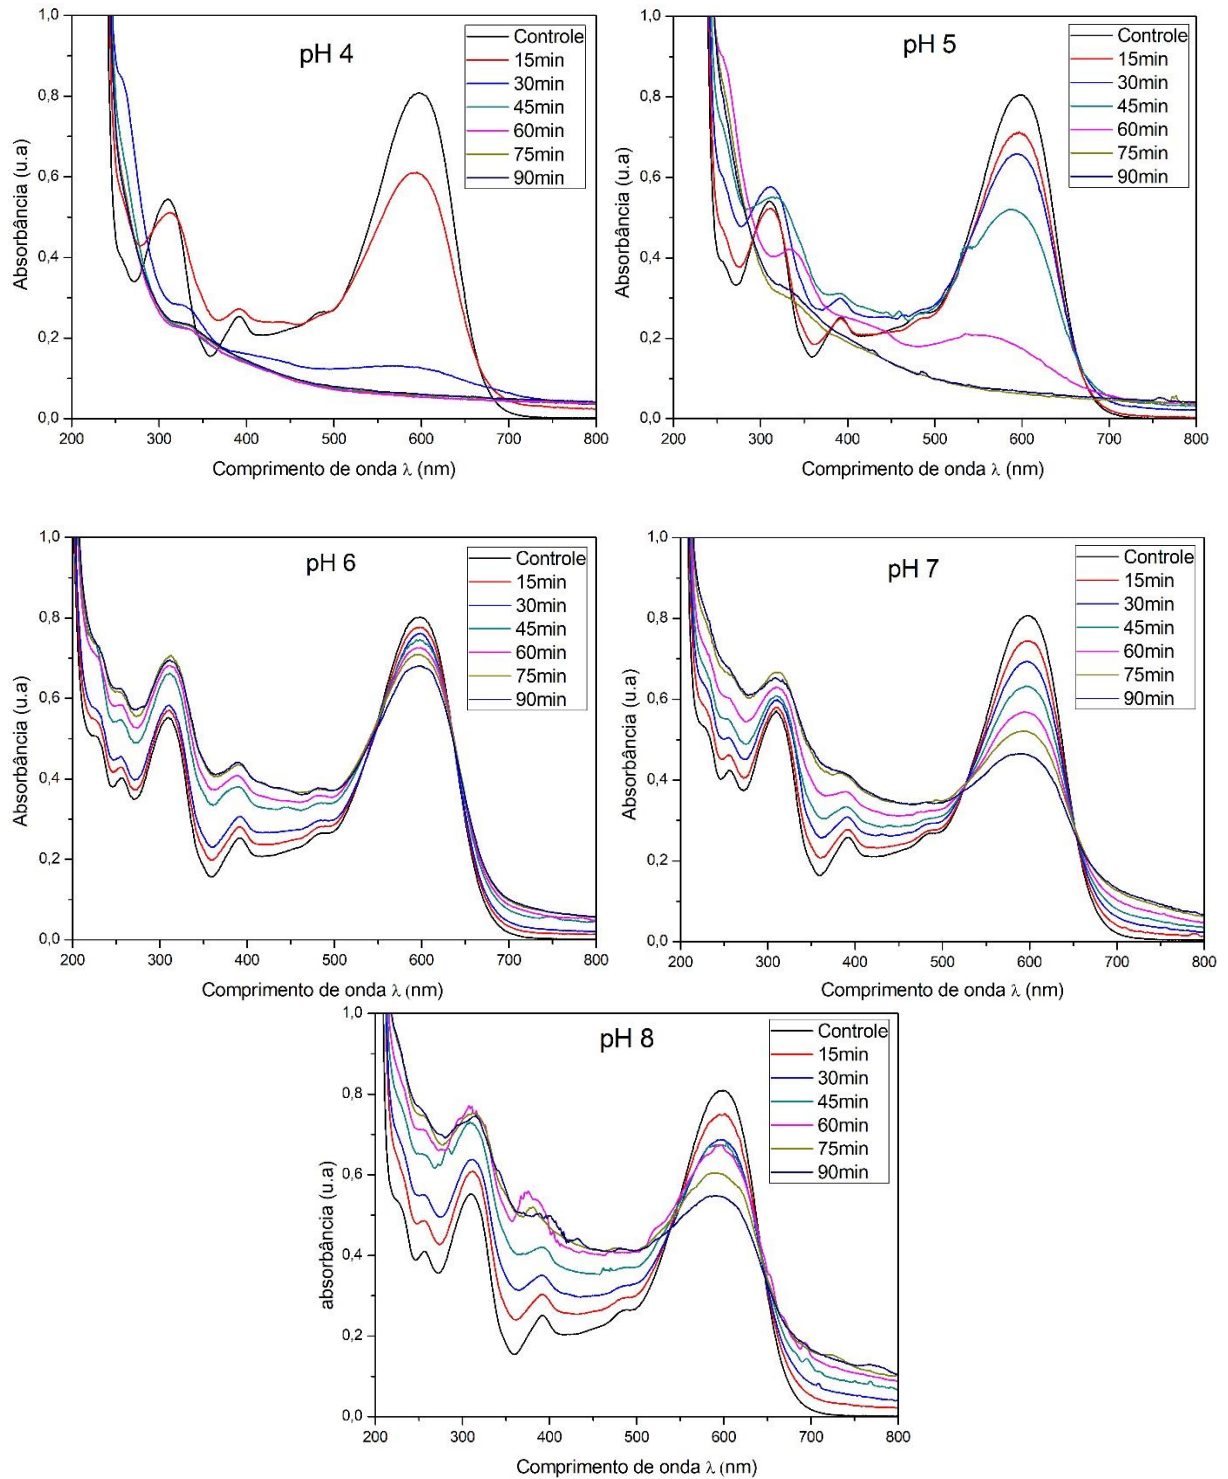 pH 4
Controle
15min
30min
45min
60min
75min
90min
1,0
0,8
0,6
0,4
0,2
0,0
Absorbância (u.a)
200 300 400 500 600 700 800
Comprimento de onda λ (nm)
pH 5
Controle
15min
30min
45min
60min
75min
90min
1,0
0,8
0,6
0,4
0,2
0,0
Absorbância (u.a)
200 300 400 500 600 700 800
Comprimento de onda λ (nm)
pH 6
Controle
15min
30min
45min
60min
75min
90min
1,0
0,8
0,6
0,4
0,2
0,0
Absorbância (u.a)
200 300 400 500 600 700 800
Comprimento de onda λ (nm)
pH 7
Controle
15min
30min
45min
60min
75min
90min
1,0
0,8
0,6
0,4
0,2
0,0
Absorbância (u.a)
200 300 400 500 600 700 800
Comprimento de onda λ (nm)
pH 8
Controle
15min
30min
45min
60min
75min
90min
1,0
0,8
0,6
0,4
0,2
0,0
absorbância (u.a)
200 300 400 500 600 700 800
Comprimento de onda λ (nm)